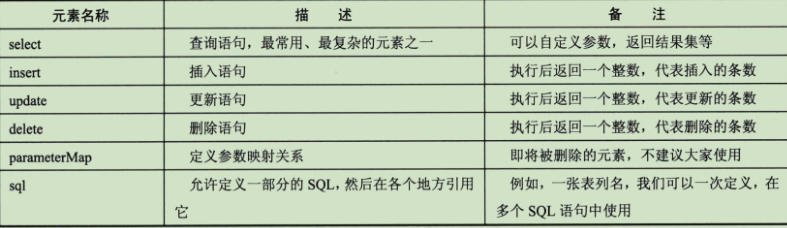 元素名称 描 述 备 注
select 查询语句，最常用、最复杂的元素之一 可以自定义参数，返回结果集等
insert 插入语句 执行后返回一个整数，代表插入的条数
update 更新语句 执行后返回一个整数，代表更新的条数
delete 删除语句 执行后返回一个整数，代表删除的条数
parameterMap 定义参数映射关系 即将被删除的元素，不建议大家使用
sql 允许定义一部分的 SQL，然后在各个地方引用 例如，一张表列名，我们可以一次定义，在
它 多个 SQL 语句中使用